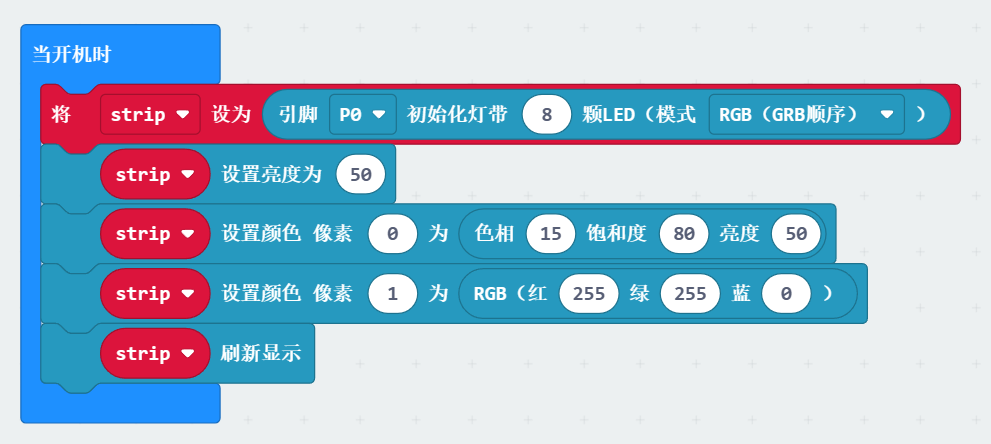 当开机时
将 strip 设为 引脚 P0 初始化灯带 8 颗LED（模式 RGB（GRB顺序） ）
strip 设置亮度为 50
strip 设置颜色 像素 0 为 色相 15 饱和度 80 亮度 50
strip 设置颜色 像素 1 为 RGB（红 255 绿 255 蓝 0 ）
strip 刷新显示